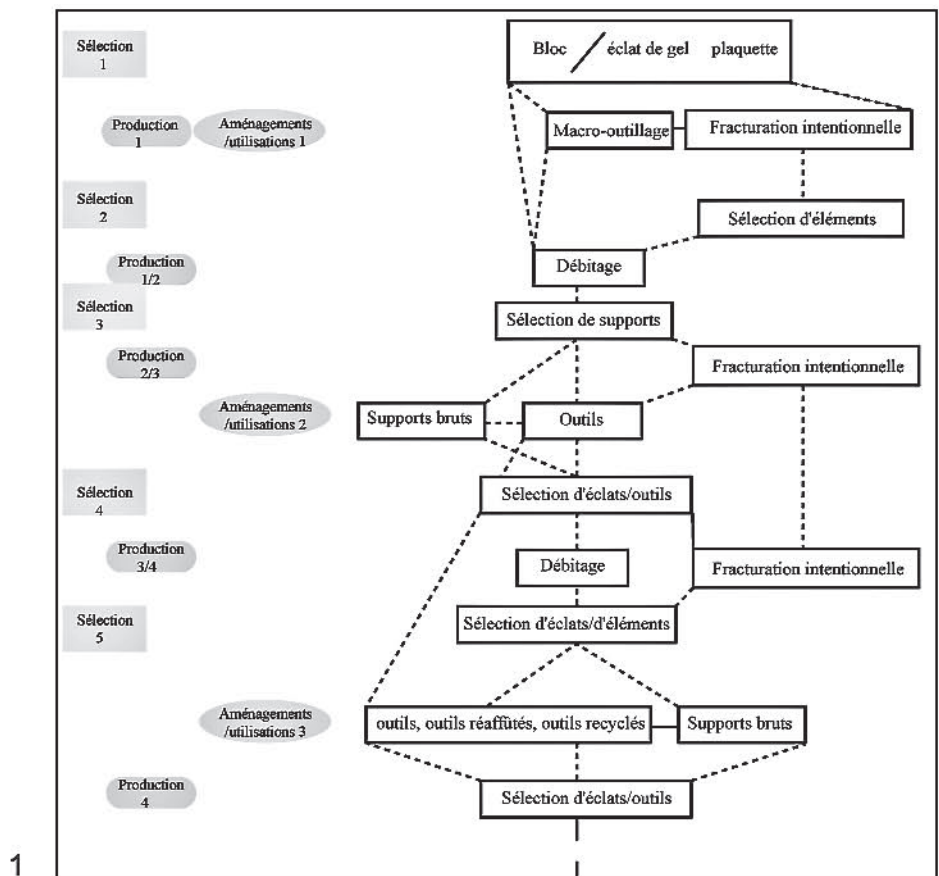 Sélection
1
Bloc / éclat de gel plaquette
Production
1
Aménagements
/utilisations 1
Macro-outillage
Fracturation intentionnelle
Sélection
2
Sélection d'éléments
Production
1/2
Débitage
Sélection
3
Sélection de supports
Production
2/3
Fracturation intentionnelle
Aménagements
/utilisations 2
Supports bruts
Outils
Sélection
4
Sélection d'éclats/outils
Production
3/4
Débitage
Fracturation intentionnelle
Sélection
5
Sélection d'éclats/d'éléments
Aménagements
/utilisations 3
outils, outils réaffutés, outils recyclés
Supports bruts
Production
4
Sélection d'éclats/outils
1